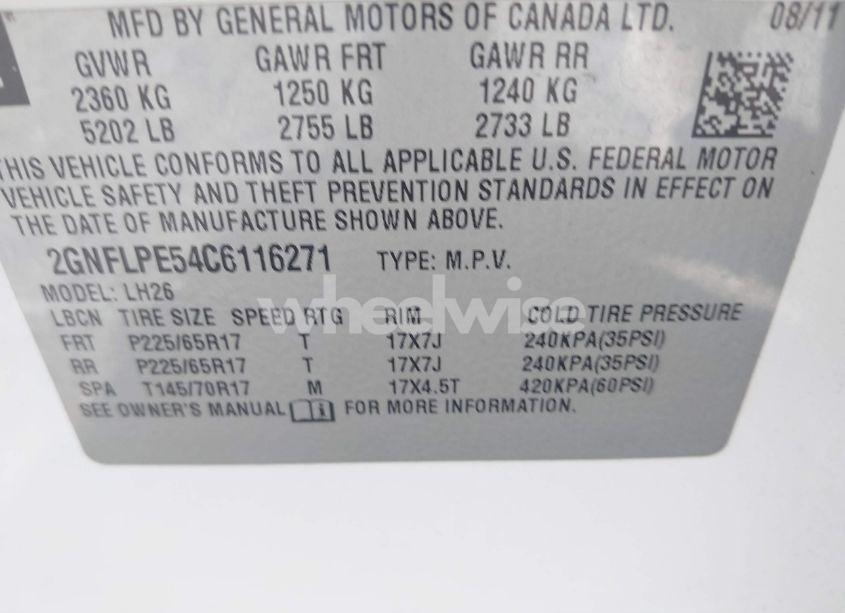 MFD BY GENERAL MOTORS OF CANADA LTD. 08/11
GVWR GAWR FRT GAWR RR
2360 KG 1250 KG 1240 KG
5202 LB 2755 LB 2733 LB
THIS VEHICLE CONFORMS TO ALL APPLICABLE U.S. FEDERAL MOTOR
VEHICLE SAFETY AND THEFT PREVENTION STANDARDS IN EFFECT ON
THE DATE OF MANUFACTURE SHOWN ABOVE.
2GNFLPE54C6116271 TYPE: M.P.V.
MODEL: LH26
wheelwise
LBCN TIRE SIZE SPEED RTG RIM COLD TIRE PRESSURE
FRT P225/65R17 T 17X7J 240KPA(35PSI)
RR P225/65R17 T 17X7J 240KPA(35PSI)
SPA T145/70R17 M 17X4.5T 420KPA(60PSI)
SEE OWNER'S MANUAL FOR MORE INFORMATION.